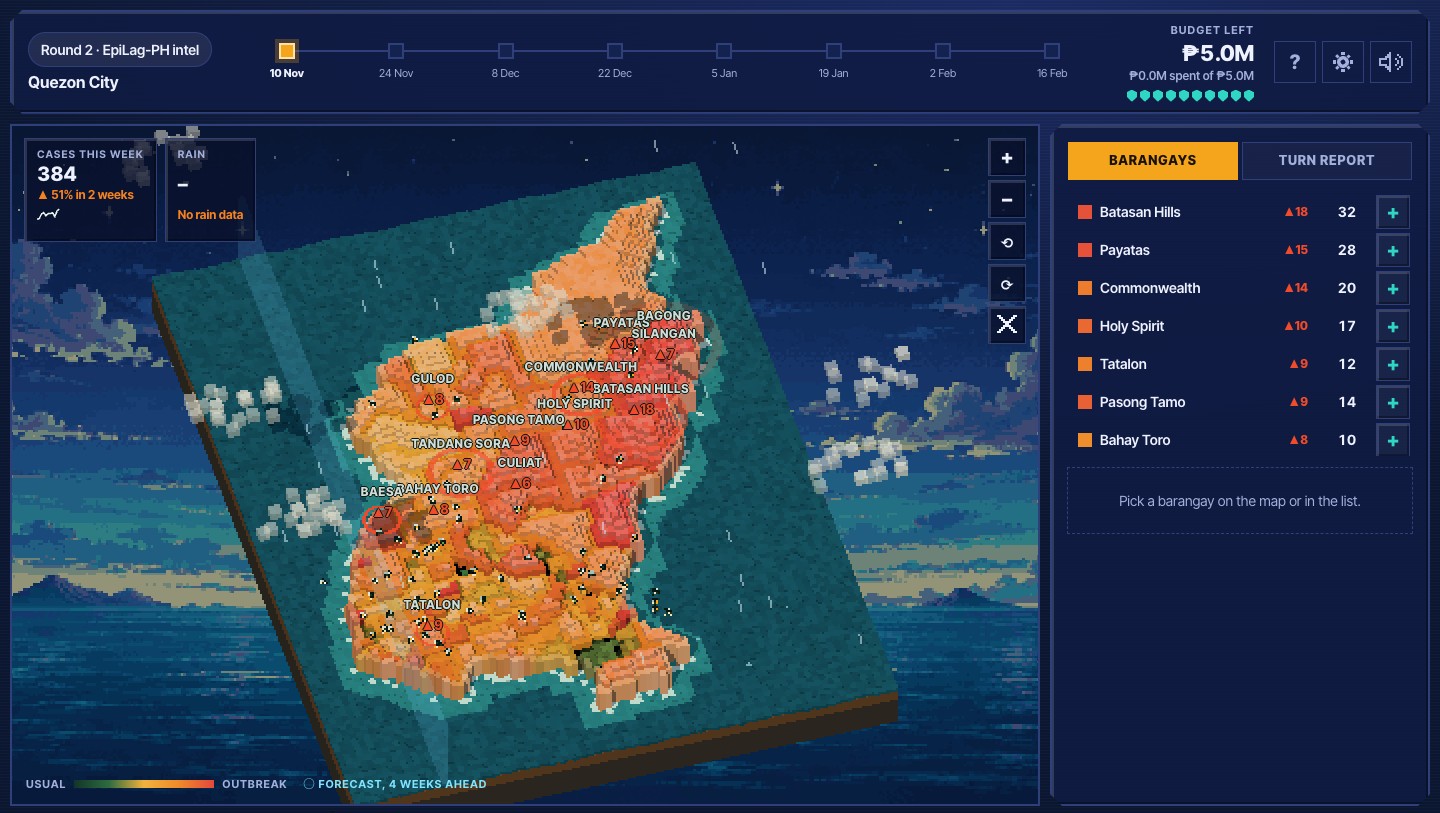 Round 2 · EpiLag-PH intel
Quezon City
10 Nov
24 Nov
8 Dec
22 Dec
5 Jan
19 Jan
2 Feb
16 Feb
BUDGET LEFT
₱5.0M
₱0.0M spent of ₱5.0M
?
CASES THIS WEEK
384
▲ 51% in 2 weeks
RAIN
–
No rain data
+
−
BAGONG
PAYATAS
SILANGAN
▲15
▲7
COMMONWEALTH
GULOD
▲14
BATASAN HILLS
▲8
HOLY SPIRIT
▲18
PASONG TAMO
▲10
TANDANG SORA
▲9
▲7
CULIAT
▲6
BAESA
BAHAY TORO
▲7
▲8
TATALON
▲9
USUAL
OUTBREAK
FORECAST, 4 WEEKS AHEAD
BARANGAYS
TURN REPORT
Batasan Hills ▲18 32 +
Payatas ▲15 28 +
Commonwealth ▲14 20 +
Holy Spirit ▲10 17 +
Tatalon ▲9 12 +
Pasong Tamo ▲9 14 +
Bahay Toro ▲8 10 +
Pick a barangay on the map or in the list.